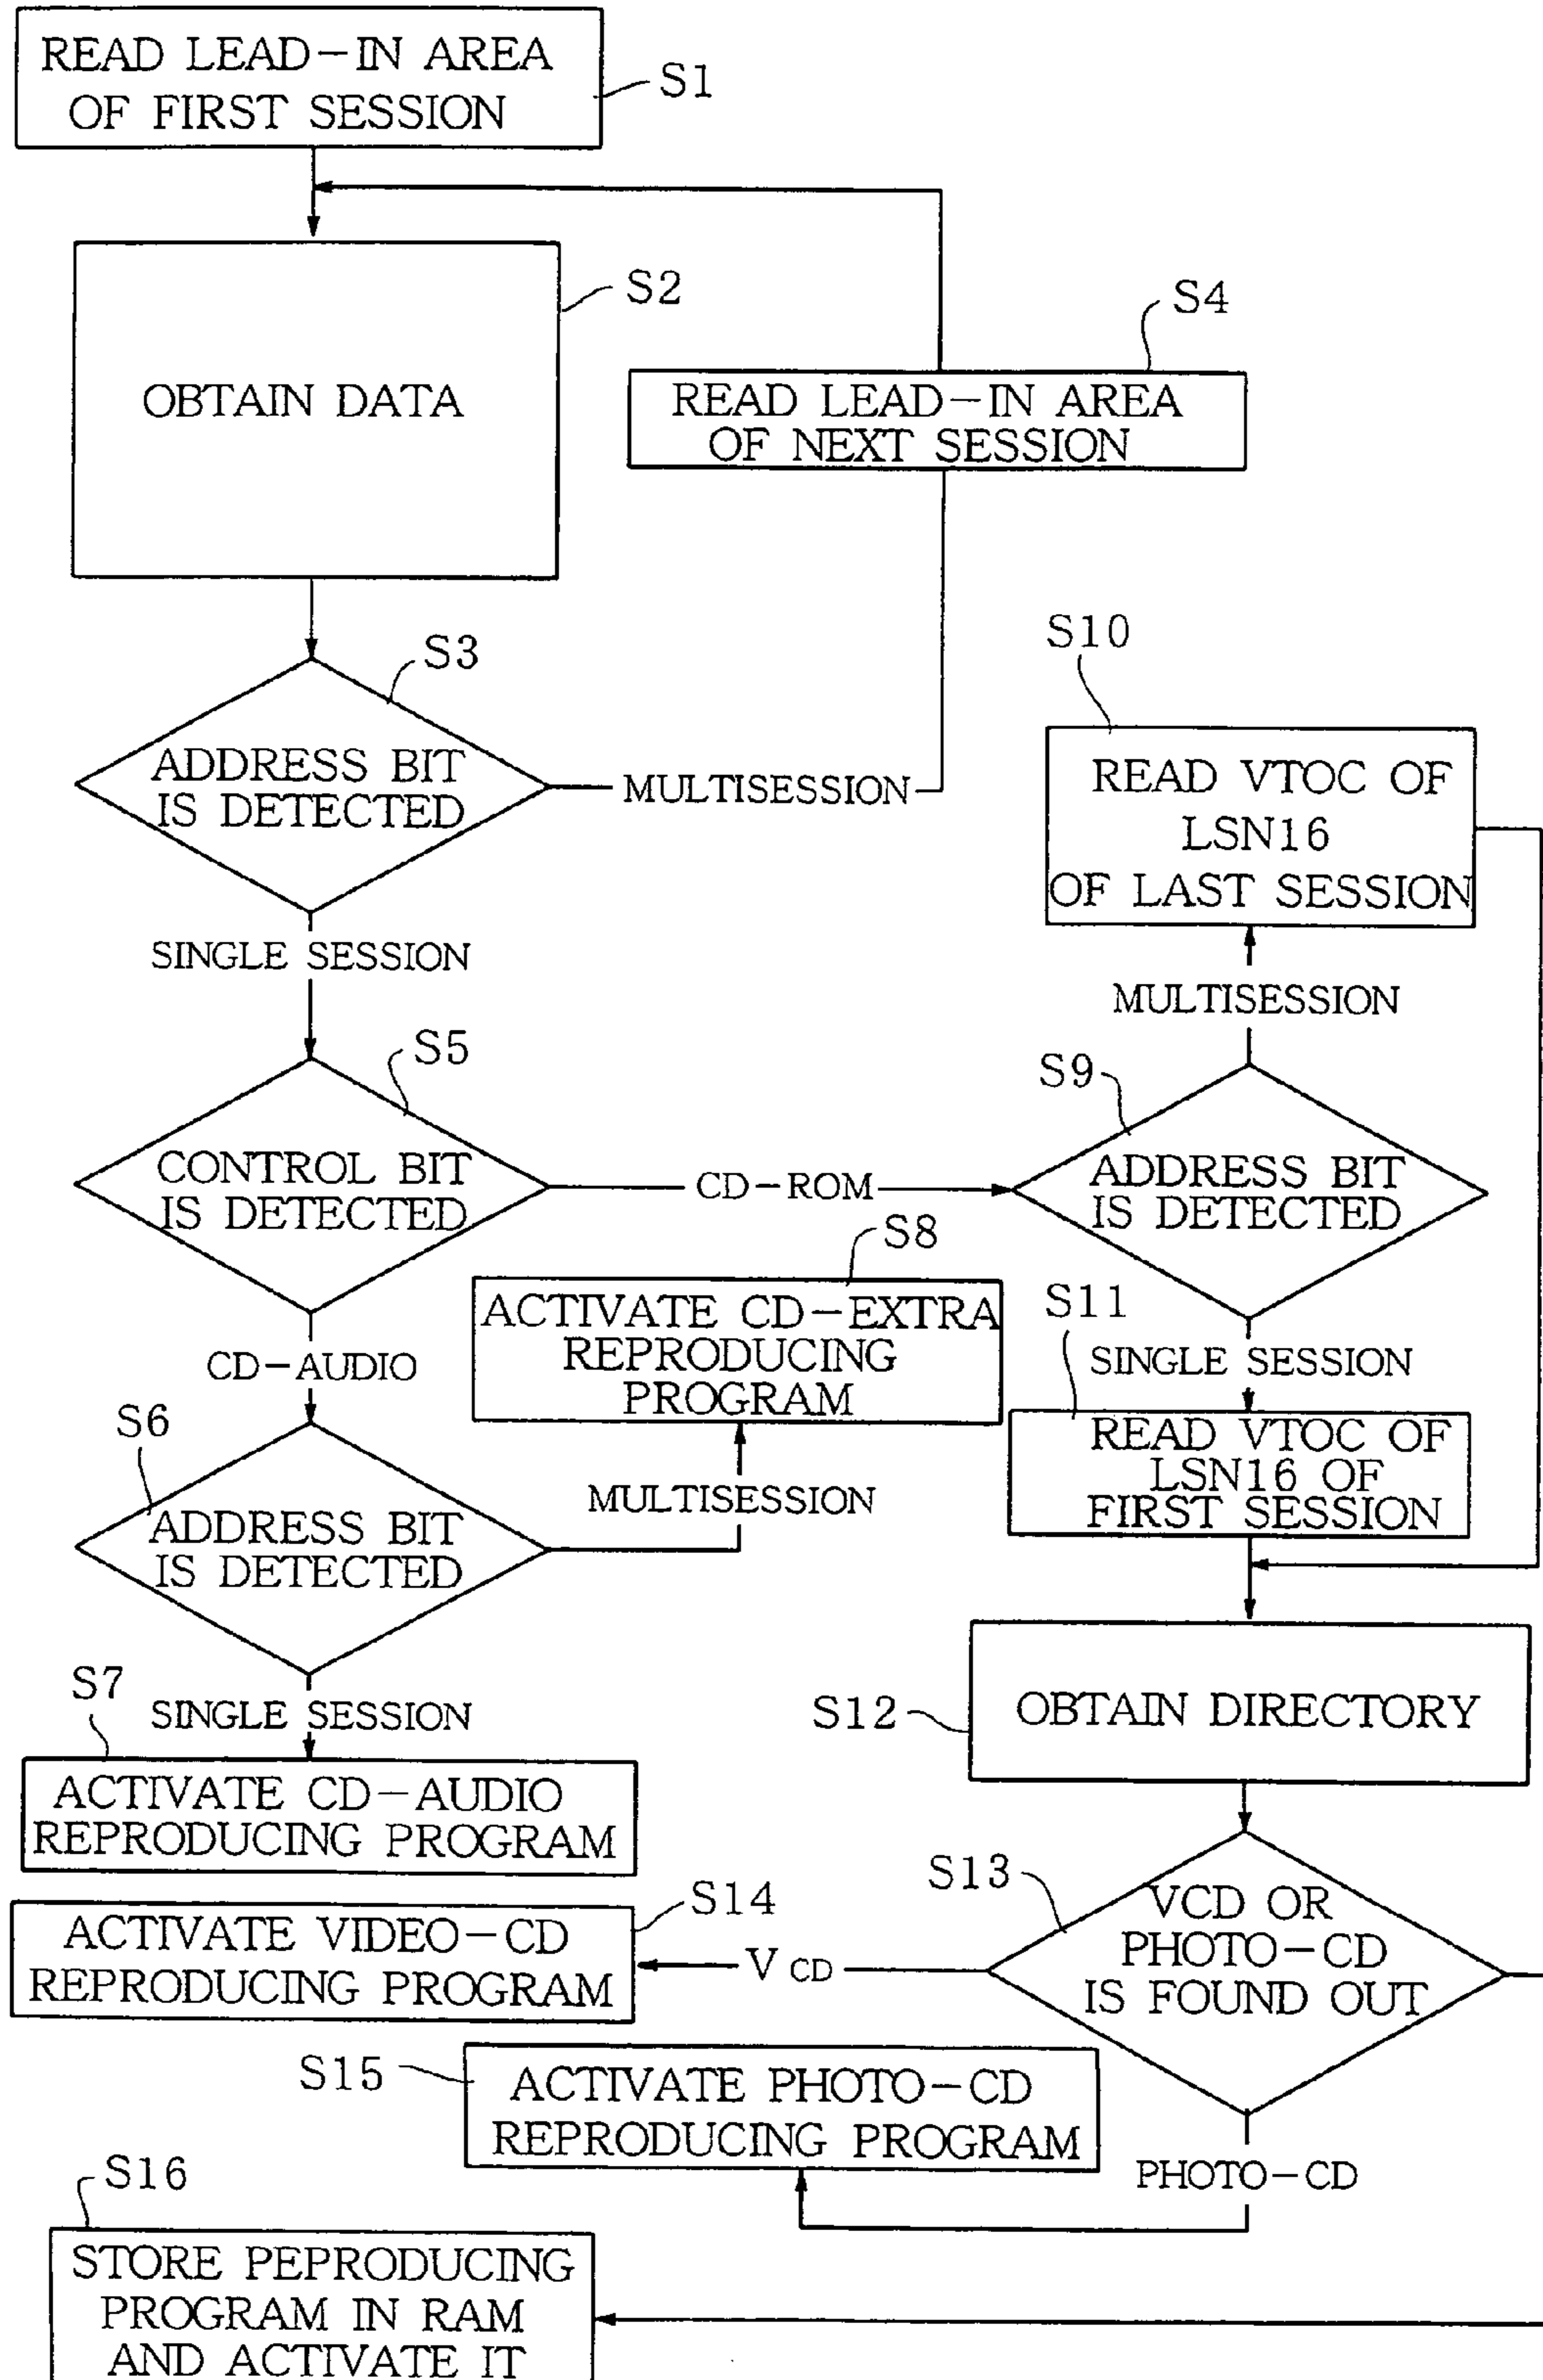 READ LEAD-IN AREA
OF FIRST SESSION
S1
S2
OBTAIN DATA
S4
READ LEAD-IN AREA
OF NEXT SESSION
S3
ADDRESS BIT
IS DETECTED
MULTISESSION
SINGLE SESSION
S10
READ VTOC OF
LSN16
OF LAST SESSION
MULTISESSION
S5
CONTROL BIT
IS DETECTED
CD-ROM
S9
ADDRESS BIT
IS DETECTED
S8
ACTIVATE CD-EXTRA
REPRODUCING
PROGRAM
CD-AUDIO
S11
SINGLE SESSION
READ VTOC OF
LSN16 OF
FIRST SESSION
S6
ADDRESS BIT
IS DETECTED
MULTISESSION
SINGLE SESSION
S7
ACTIVATE CD-AUDIO
REPRODUCING PROGRAM
S12
OBTAIN DIRECTORY
S13
VCD OR
PHOTO-CD
IS FOUND OUT
S14
ACTIVATE VIDEO-CD
REPRODUCING PROGRAM
V CD
S15
ACTIVATE PHOTO-CD
REPRODUCING PROGRAM
PHOTO-CD
S16
STORE PEPRODUCING
PROGRAM IN RAM
AND ACTIVATE IT